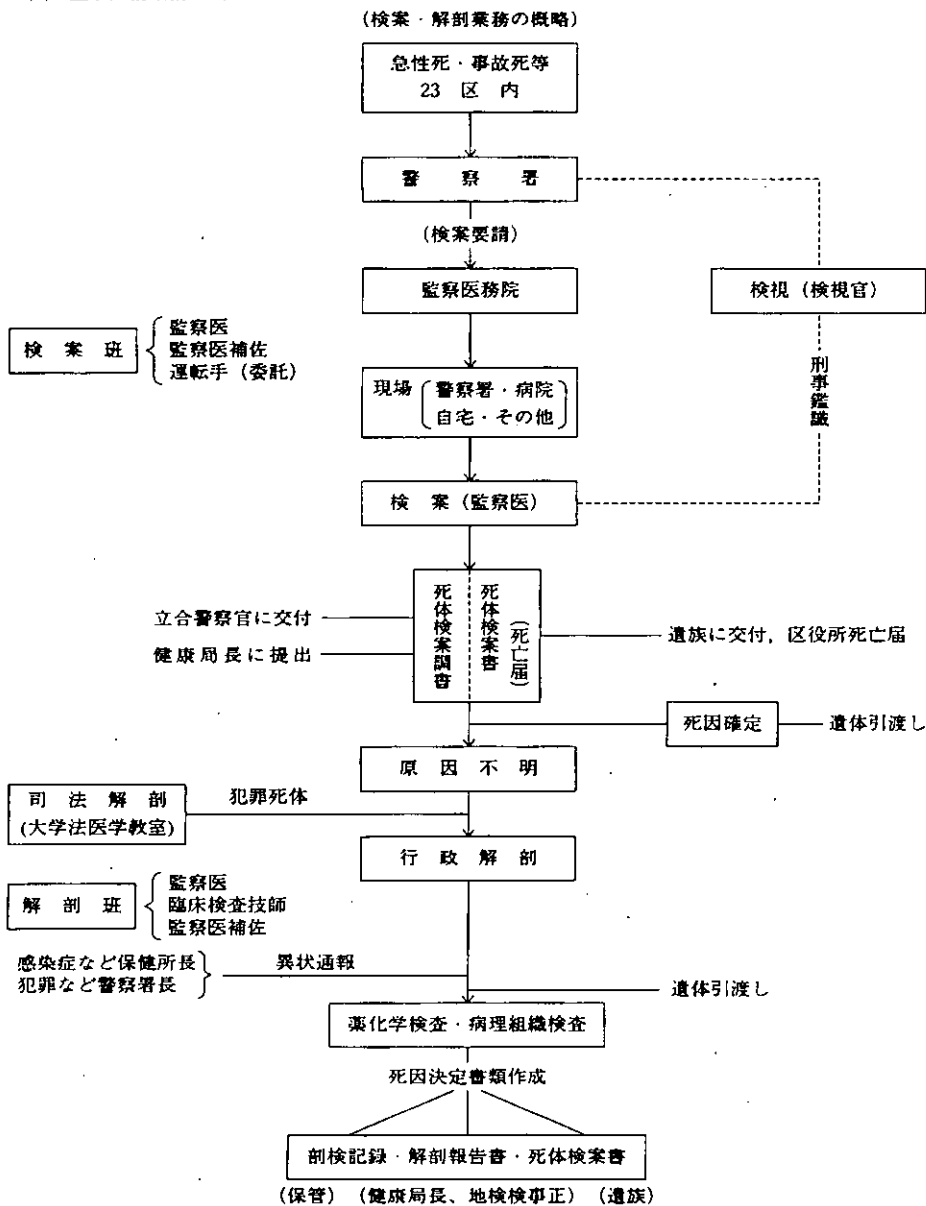 (検案・解剖業務の概略)
急性死・事故死等
23 区 内
警 察 署
(検案要請)
監察医務院
検視(検視官)
検 案 班
監察医
監察医補佐
運転手(委託)
現場
警察署・病院
自宅・その他
刑事鑑識
検 案(監察医)
立合警察官に交付
健康局長に提出
死体検案調書
死体検案書
(死亡届)
遺族に交付,区役所死亡届
死因確定
遺体引渡し
原 因 不 明
司 法 解 剖
(大学法医学教室)
犯罪死体
行 政 解 剖
解 剖 班
監察医
臨床検査技師
監察医補佐
感染症など保健所長
犯罪など警察署長
異状通報
遺体引渡し
薬化学検査・病理組織検査
死因決定書類作成
剖検記録・解剖報告書・死体検案書
(保管) (健康局長、地検検事正) (遺族)